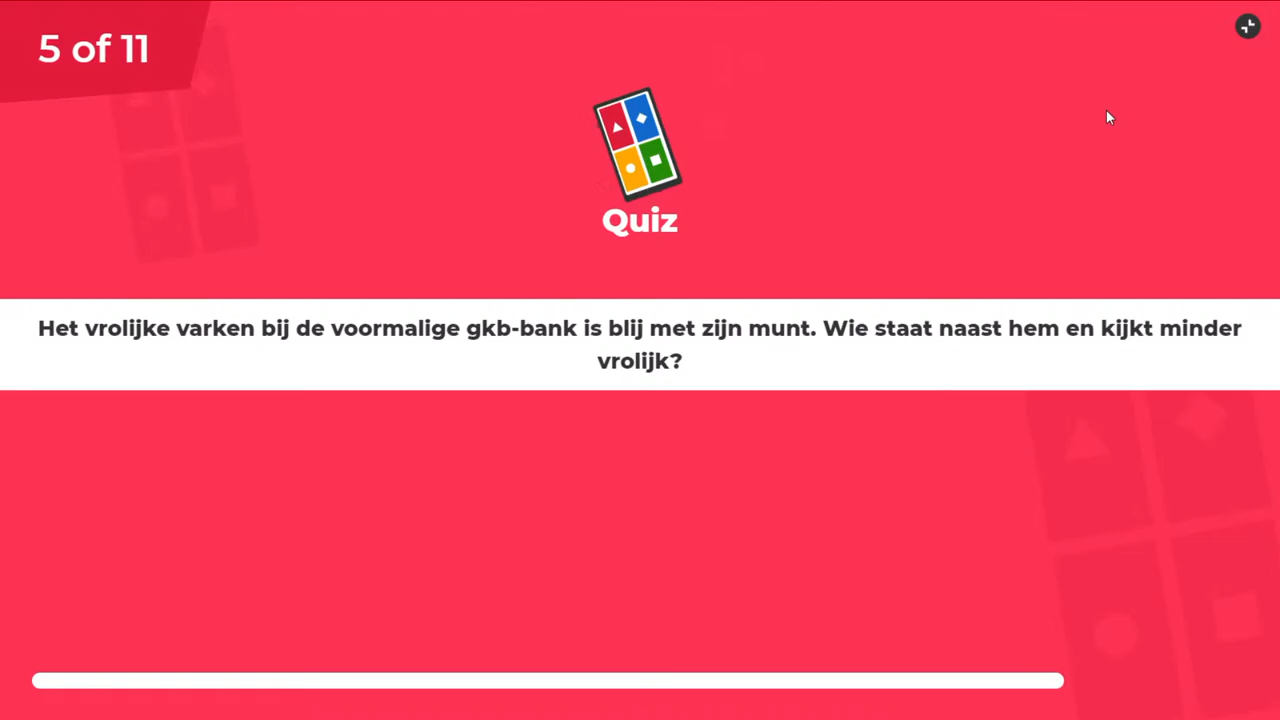 5 of 11
Quiz
Het vrolijke varken bij de voormalige gkb-bank is blij met zijn munt. Wie staat naast hem en kijkt minder
vrolijk?